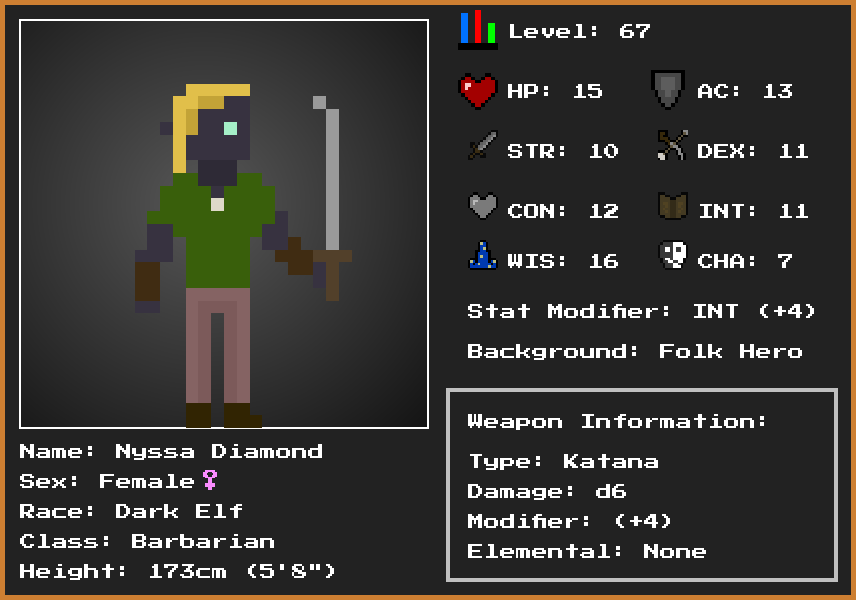 Level: 67
HP: 15 AC: 13
STR: 10 DEX: 11
CON: 12 INT: 11
WIS: 16 CHA: 7
Stat Modifier: INT (+4)
Background: Folk Hero
Weapon Information:
Type: Katana
Damage: d6
Modifier: (+4)
Elemental: None
Name: Nyssa Diamond
Sex: Female♀
Race: Dark Elf
Class: Barbarian
Height: 173cm (5'8")